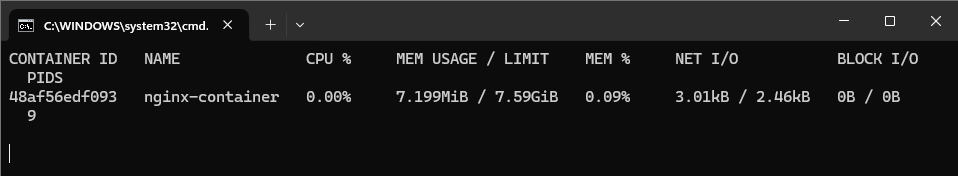 C:\WINDOWS\system32\cmd.
CONTAINER ID   NAME              CPU %     MEM USAGE / LIMIT    MEM %     NET I/O           BLOCK I/O
  PIDS
48af56edf093   nginx-container   0.00%     7.199MiB / 7.59GiB   0.09%     3.01kB / 2.46kB   0B / 0B
  9